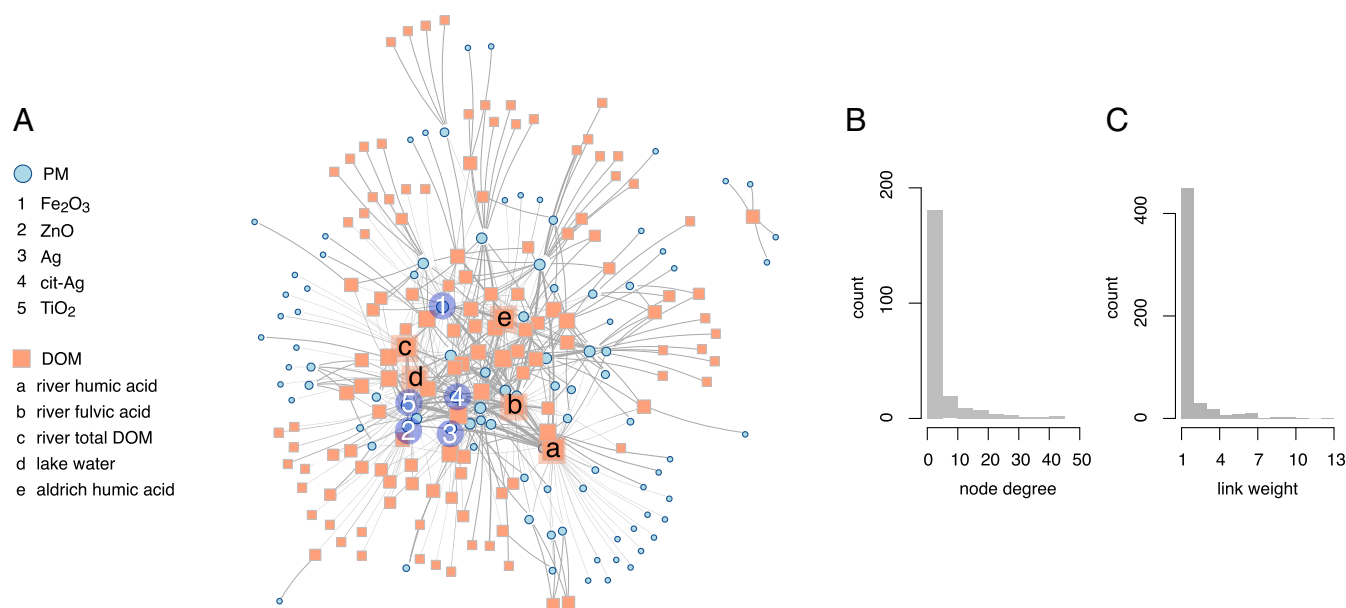 A
PM
1 Fe₂O₃
2 ZnO
3 Ag
4 cit-Ag
5 TiO₂
DOM
a river humic acid
b river fulvic acid
c river total DOM
d lake water
e aldrich humic acid
1
e
c
d
5
4
b
2
3
a
B
count
0
100
200
0 10 20 30 40 50
node degree
C
count
0
200
400
1 4 7 10 13
link weight